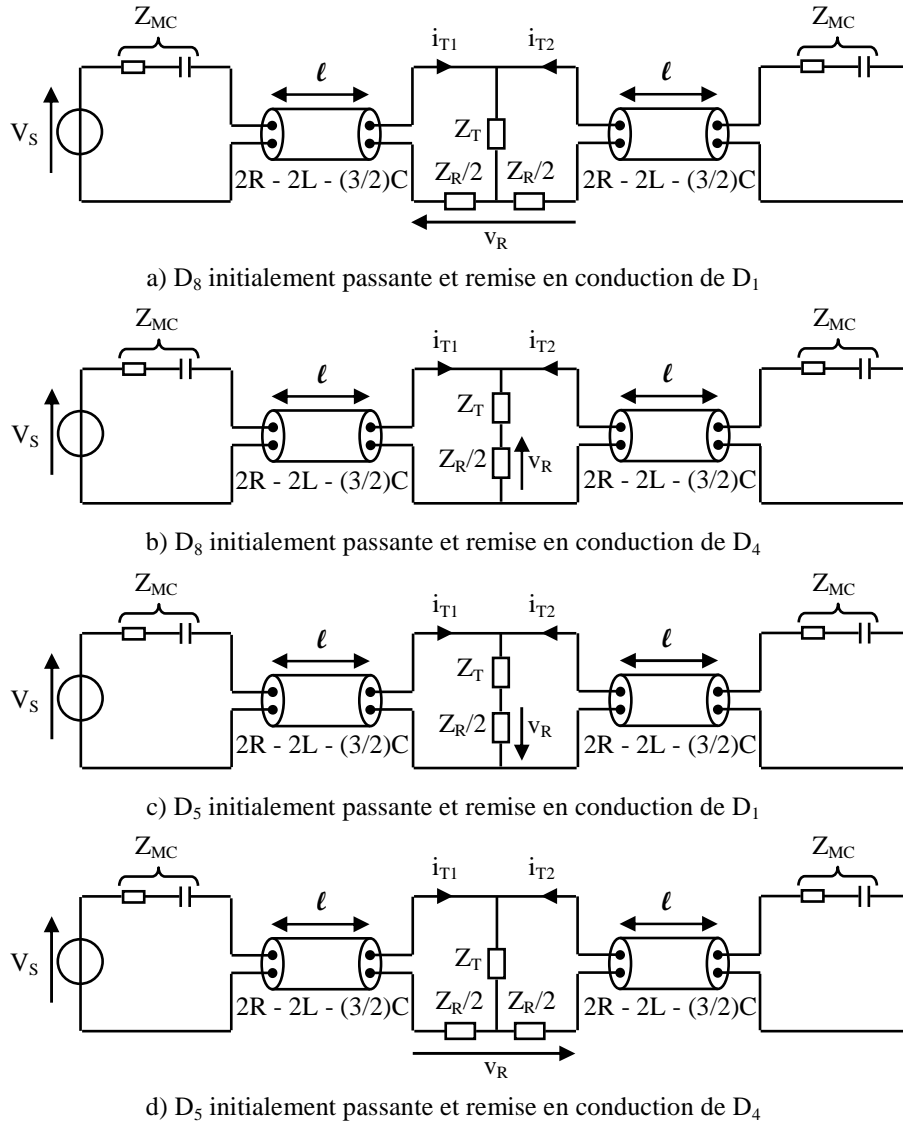 Z_MC Z_MC
i_T1 i_T2
ℓ ℓ
V_S Z_T
Z_R/2 Z_R/2
2R - 2L - (3/2)C 2R - 2L - (3/2)C
v_R
a) D_8 initialement passante et remise en conduction de D_1
Z_MC Z_MC
i_T1 i_T2
ℓ ℓ
Z_T
V_S Z_R/2 v_R
2R - 2L - (3/2)C 2R - 2L - (3/2)C
b) D_8 initialement passante et remise en conduction de D_4
Z_MC Z_MC
i_T1 i_T2
ℓ ℓ
Z_T
V_S Z_R/2 v_R
2R - 2L - (3/2)C 2R - 2L - (3/2)C
c) D_5 initialement passante et remise en conduction de D_1
Z_MC Z_MC
i_T1 i_T2
ℓ ℓ
V_S Z_T
Z_R/2 Z_R/2
2R - 2L - (3/2)C 2R - 2L - (3/2)C
v_R
d) D_5 initialement passante et remise en conduction de D_4